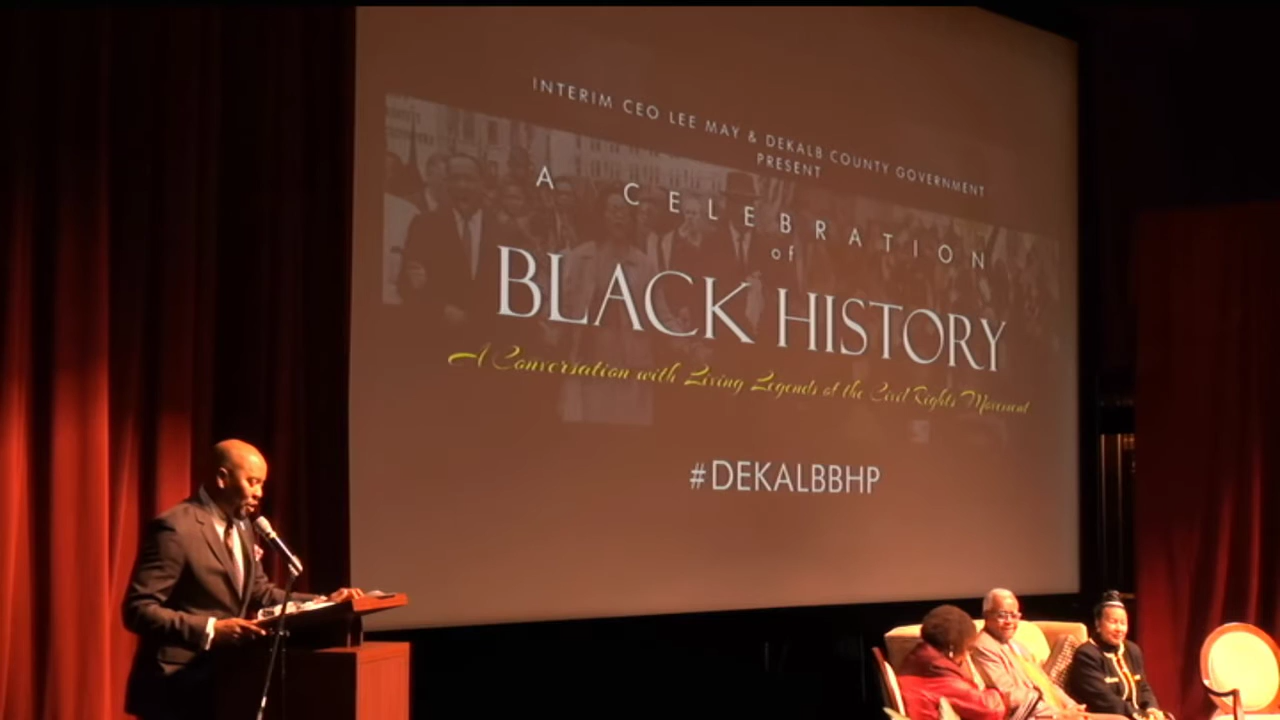 INTERIM CEO LEE MAY & DEKALB COUNTY GOVERNMENT
PRESENT
A CELEBRATION
of
BLACK HISTORY
A Conversation with Living Legends of the Civil Rights Movement
#DEKALBBHP